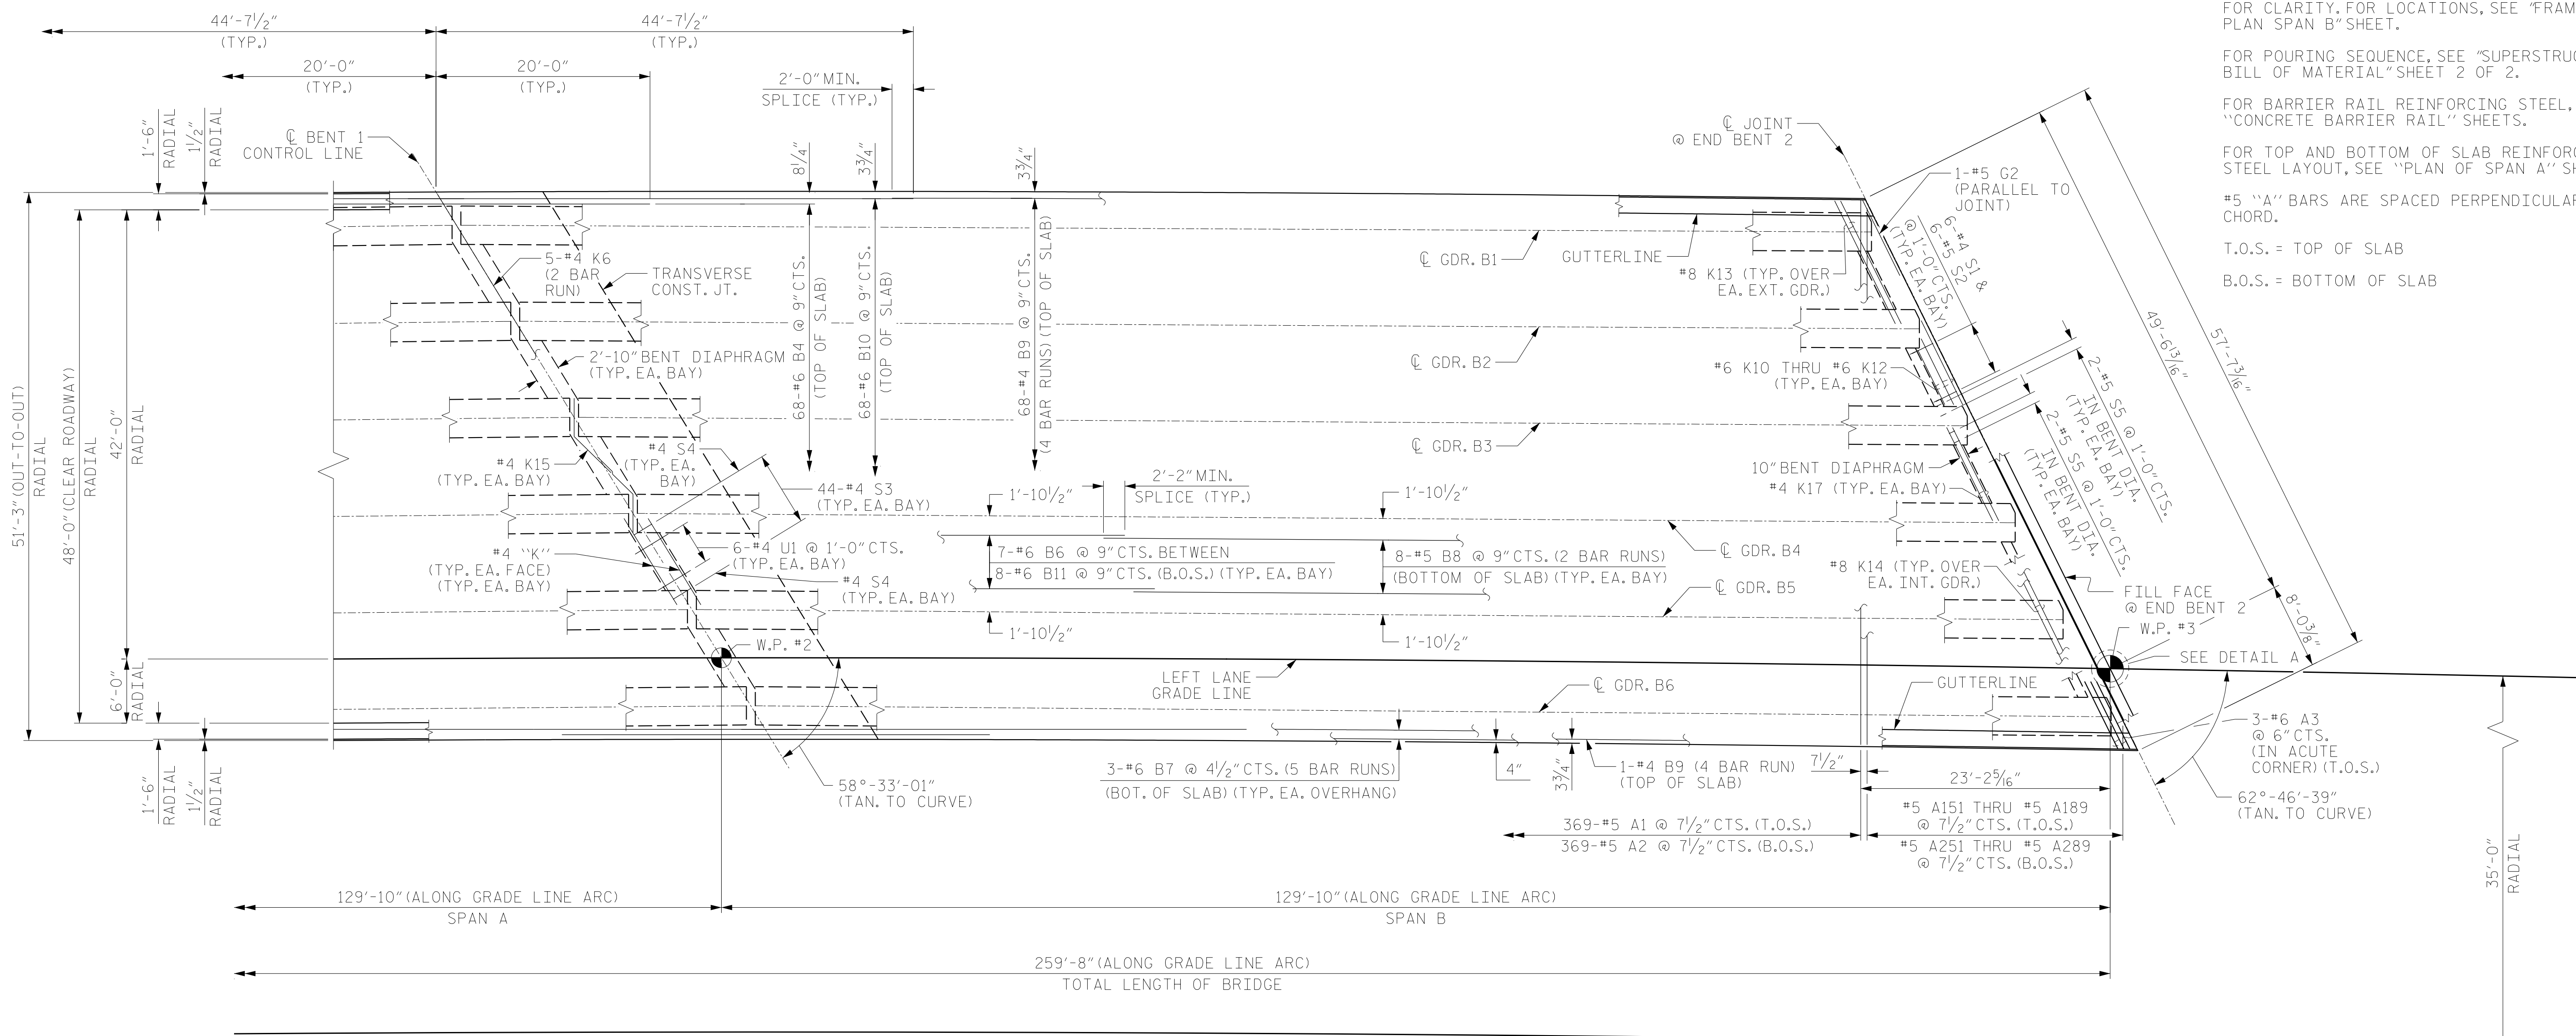 FOR CLARITY. FOR LOCATIONS, SEE "FRAM
PLAN SPAN B" SHEET.
FOR POURING SEQUENCE, SEE "SUPERSTRUC
BILL OF MATERIAL" SHEET 2 OF 2.
FOR BARRIER RAIL REINFORCING STEEL,
``CONCRETE BARRIER RAIL'' SHEETS.
FOR TOP AND BOTTOM OF SLAB REINFORC
STEEL LAYOUT, SEE ``PLAN OF SPAN A'' SH
#5 ``A'' BARS ARE SPACED PERPENDICULAR
CHORD.
T.O.S. = TOP OF SLAB
B.O.S. = BOTTOM OF SLAB
44'-7½"
(TYP.)
44'-7½"
(TYP.)
20'-0"
(TYP.)
20'-0"
(TYP.)
2'-0" MIN.
SPLICE (TYP.)
1'-6"
RADIAL
1½"
RADIAL
℄ BENT 1
CONTROL LINE
8¼"
3¾"
3¾"
℄ JOINT
@ END BENT 2
1-#5 G2
(PARALLEL TO
JOINT)
6-#4 S1 &
6-#5 S2
@ 1'-0" CTS.
(TYP. EA. BAY)
5-#4 K6
(2 BAR
RUN)
TRANSVERSE
CONST. JT.
68-#6 B4 @ 9" CTS.
(TOP OF SLAB)
68-#6 B10 @ 9" CTS.
(TOP OF SLAB)
68-#4 B9 @ 9" CTS.
(4 BAR RUNS) (TOP OF SLAB)
℄ GDR. B1
GUTTERLINE
#8 K13 (TYP. OVER
EA. EXT. GDR.)
49'-6¹³⁄₁₆"
57'-7³⁄₁₆"
2'-10" BENT DIAPHRAGM
(TYP. EA. BAY)
℄ GDR. B2
#6 K10 THRU #6 K12
(TYP. EA. BAY)
2-#5 S5 @ 1'-0" CTS.
IN BENT DIA.
(TYP. EA. BAY)
2-#5 S5 @ 1'-0" CTS.
IN BENT DIA.
(TYP. EA. BAY)
51'-3" (OUT-TO-OUT)
RADIAL
48'-0" (CLEAR ROADWAY)
RADIAL
42'-0"
RADIAL
℄ GDR. B3
#4 K15
(TYP. EA. BAY)
#4 S4
(TYP. EA.
BAY)
44-#4 S3
(TYP. EA. BAY)
2'-2" MIN.
SPLICE (TYP.)
10" BENT DIAPHRAGM
#4 K17 (TYP. EA. BAY)
1'-10½"
1'-10½"
#4 ``K''
(TYP. EA. FACE)
(TYP. EA. BAY)
6-#4 U1 @ 1'-0" CTS.
(TYP. EA. BAY)
#4 S4
(TYP. EA. BAY)
7-#6 B6 @ 9" CTS. BETWEEN
8-#6 B11 @ 9" CTS. (B.O.S.) (TYP. EA. BAY)
8-#5 B8 @ 9" CTS. (2 BAR RUNS)
(BOTTOM OF SLAB) (TYP. EA. BAY)
℄ GDR. B4
#8 K14 (TYP. OVER
EA. INT. GDR.)
℄ GDR. B5
FILL FACE
@ END BENT 2
8'-0³⁄₈"
1'-10½"
1'-10½"
W.P. #2
W.P. #3
SEE DETAIL A
6'-0"
RADIAL
LEFT LANE
GRADE LINE
℄ GDR. B6
GUTTERLINE
1'-6"
RADIAL
1½"
RADIAL
58°-33'-01"
(TAN. TO CURVE)
3-#6 B7 @ 4½" CTS. (5 BAR RUNS)
(BOT. OF SLAB) (TYP. EA. OVERHANG)
4"
3¾"
1-#4 B9 (4 BAR RUN)
(TOP OF SLAB)
7½"
23'-2⁵⁄₁₆"
3-#6 A3
@ 6" CTS.
(IN ACUTE
CORNER) (T.O.S.)
62°-46'-39"
(TAN. TO CURVE)
369-#5 A1 @ 7½" CTS. (T.O.S.)
369-#5 A2 @ 7½" CTS. (B.O.S.)
#5 A151 THRU #5 A189
@ 7½" CTS. (T.O.S.)
#5 A251 THRU #5 A289
@ 7½" CTS. (B.O.S.)
35'-0"
RADIAL
129'-10" (ALONG GRADE LINE ARC)
SPAN A
129'-10" (ALONG GRADE LINE ARC)
SPAN B
259'-8" (ALONG GRADE LINE ARC)
TOTAL LENGTH OF BRIDGE